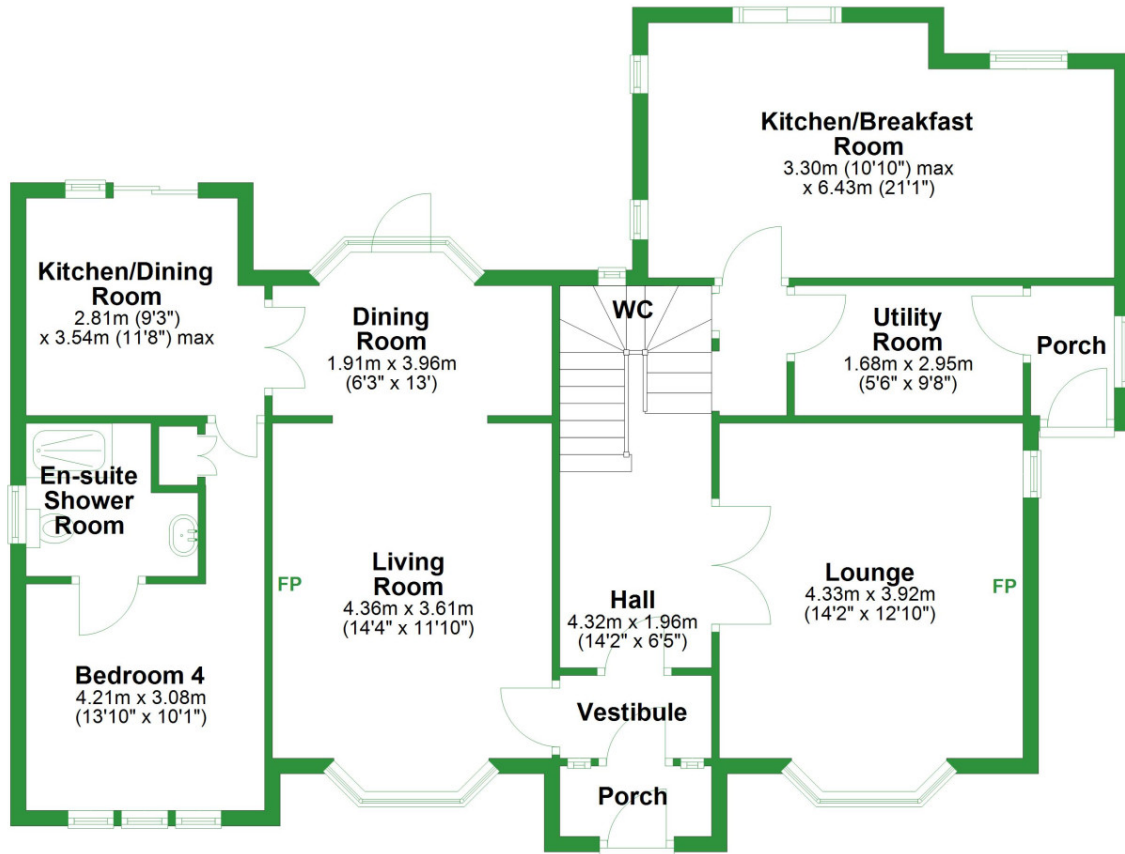 Kitchen/Breakfast
Room
3.30m (10'10") max
x 6.43m (21'1")
Kitchen/Dining
Room
2.81m (9'3")
x 3.54m (11'8") max
Dining
Room
1.91m x 3.96m
(6'3" x 13')
WC
Utility
Room
1.68m x 2.95m
(5'6" x 9'8")
Porch
En-suite
Shower
Room
Living
Room
4.36m x 3.61m
(14'4" x 11'10")
FP
Hall
4.32m x 1.96m
(14'2" x 6'5")
Lounge
4.33m x 3.92m
(14'2" x 12'10")
FP
Bedroom 4
4.21m x 3.08m
(13'10" x 10'1")
Vestibule
Porch